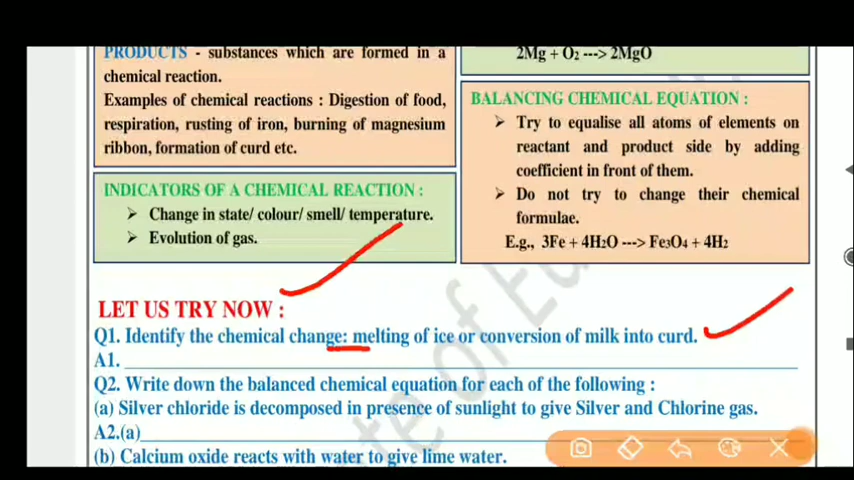 PRODUCTS - substances which are formed in a
chemical reaction.
Examples of chemical reactions : Digestion of food,
respiration, rusting of iron, burning of magnesium
ribbon, formation of curd etc.
INDICATORS OF A CHEMICAL REACTION :
➢ Change in state/ colour/ smell/ temperature.
➢ Evolution of gas.
2Mg + O₂ ---> 2MgO
BALANCING CHEMICAL EQUATION :
➢ Try to equalise all atoms of elements on
reactant and product side by adding
coefficient in front of them.
➢ Do not try to change their chemical
formulae.
E.g., 3Fe + 4H₂O ---> Fe₃O₄ + 4H₂
LET US TRY NOW :
Q1. Identify the chemical change: melting of ice or conversion of milk into curd.
A1.
Q2. Write down the balanced chemical equation for each of the following :
(a) Silver chloride is decomposed in presence of sunlight to give Silver and Chlorine gas.
A2.(a)
(b) Calcium oxide reacts with water to give lime water.